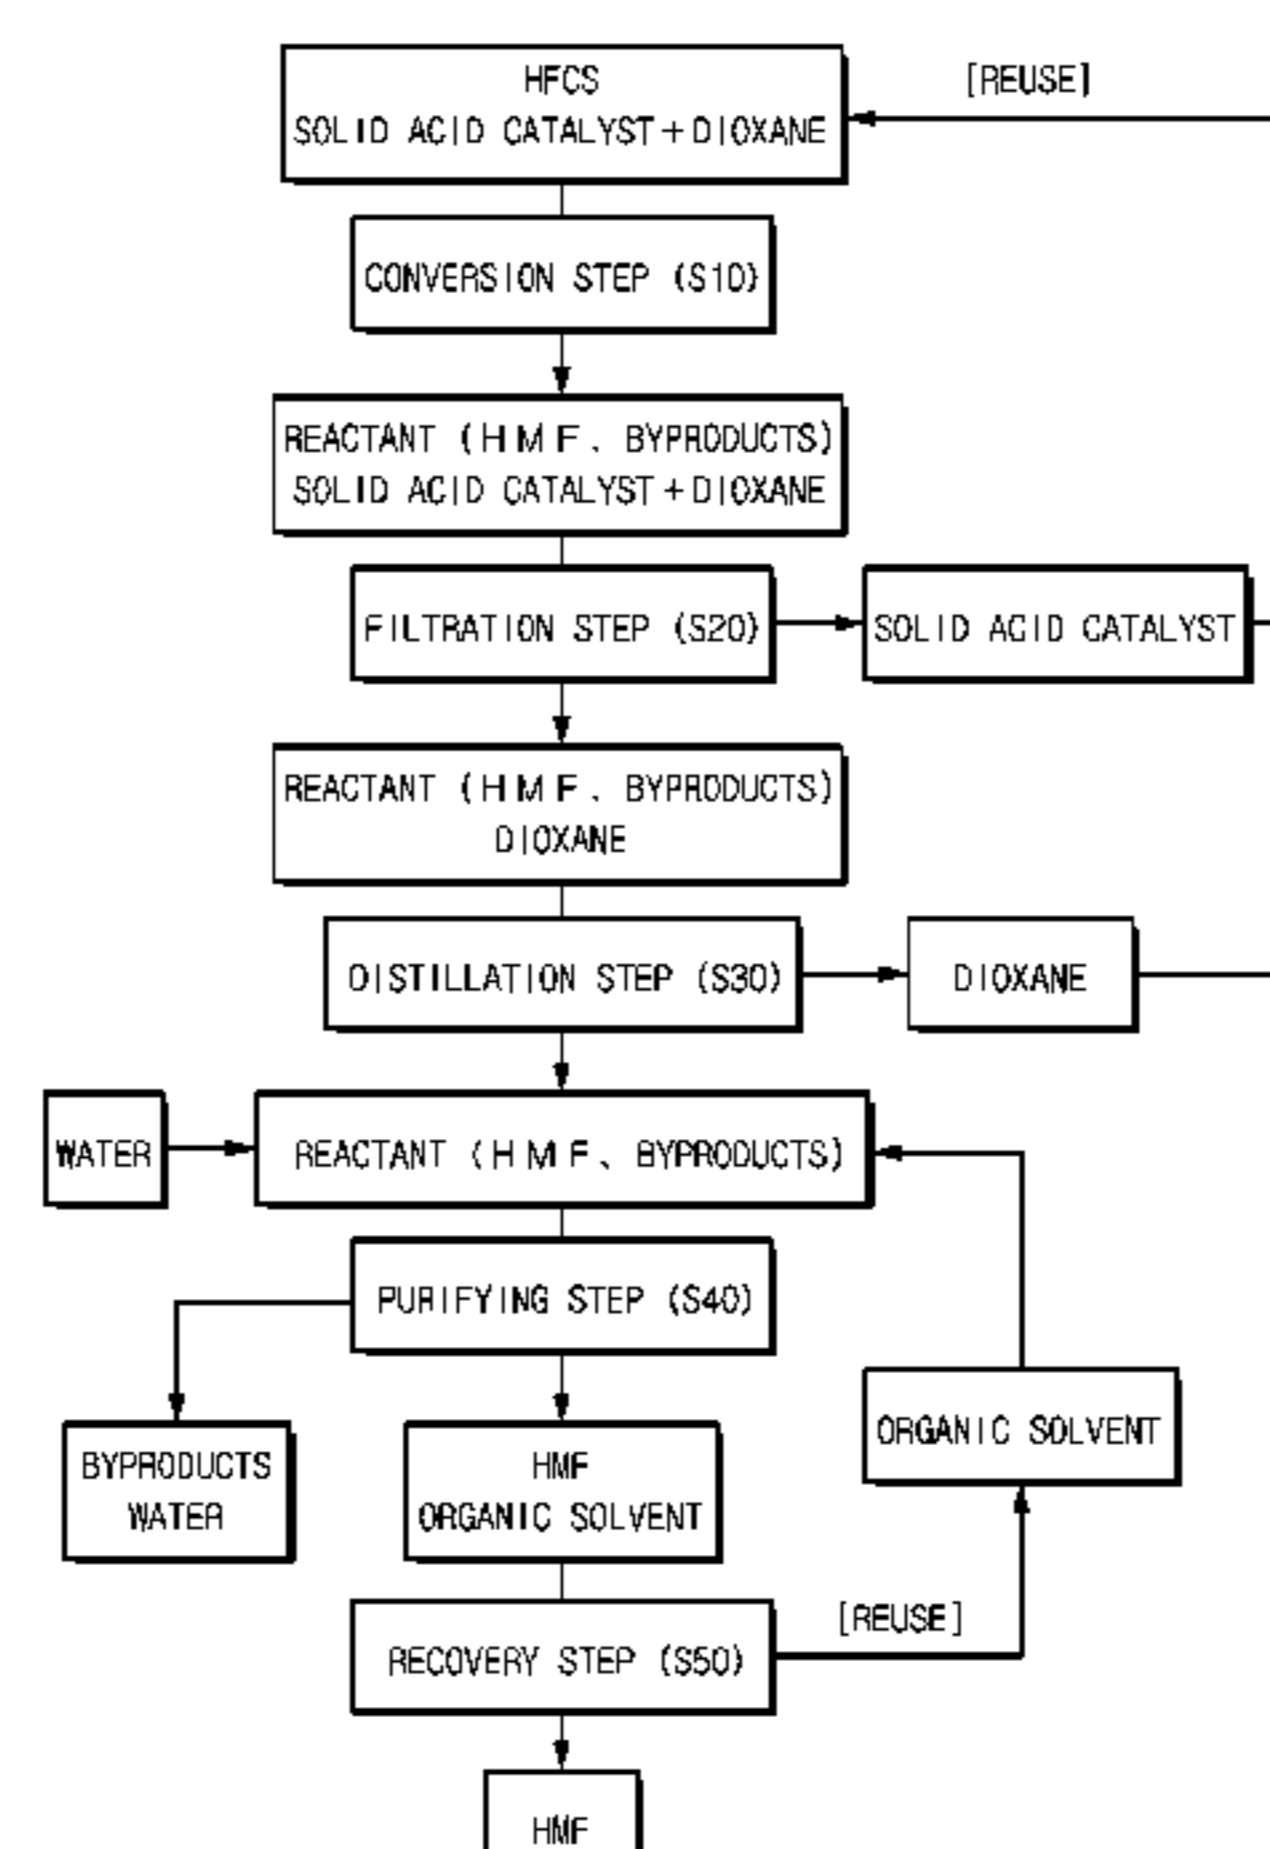 HFCS
SOLID ACID CATALYST+DIOXANE
[REUSE]
CONVERSION STEP (S10)
REACTANT (HMF, BYPRODUCTS)
SOLID ACID CATALYST+DIOXANE
FILTRATION STEP (S20)
SOLID ACID CATALYST
REACTANT (HMF, BYPRODUCTS)
DIOXANE
DISTILLATION STEP (S30)
DIOXANE
WATER
REACTANT (HMF, BYPRODUCTS)
PURIFYING STEP (S40)
ORGANIC SOLVENT
BYPRODUCTS
WATER
HMF
ORGANIC SOLVENT
[REUSE]
RECOVERY STEP (S50)
HMF